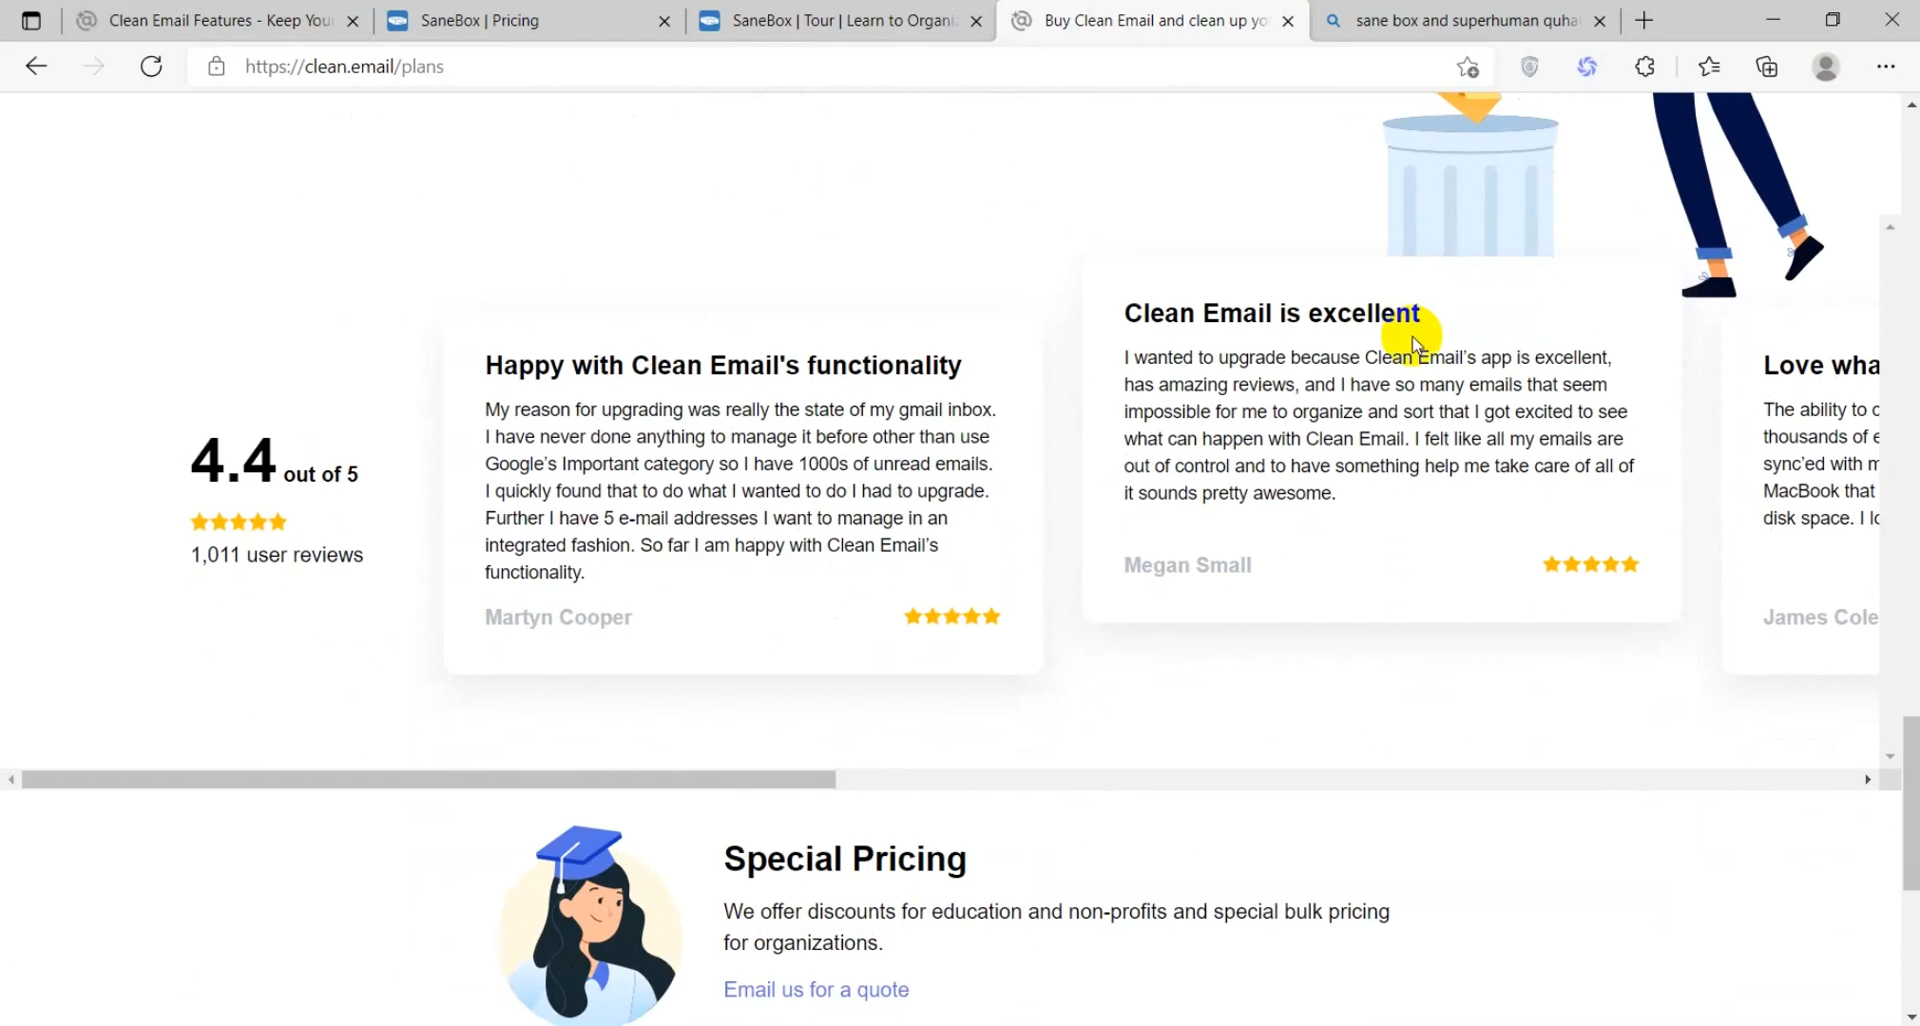 Clean Email Features - Keep Your
SaneBox | Pricing
SaneBox | Tour | Learn to Organi
Buy Clean Email and clean up yo
sane box and superhuman quha
https://clean.email/plans
4.4 out of 5
1,011 user reviews
Happy with Clean Email's functionality
My reason for upgrading was really the state of my gmail inbox.
I have never done anything to manage it before other than use
Google's Important category so I have 1000s of unread emails.
I quickly found that to do what I wanted to do I had to upgrade.
Further I have 5 e-mail addresses I want to manage in an
integrated fashion. So far I am happy with Clean Email's
functionality.
Martyn Cooper
Clean Email is excellent
I wanted to upgrade because Clean Email's app is excellent,
has amazing reviews, and I have so many emails that seem
impossible for me to organize and sort that I got excited to see
what can happen with Clean Email. I felt like all my emails are
out of control and to have something help me take care of all of
it sounds pretty awesome.
Megan Small
Love wha
The ability to c
thousands of e
sync'ed with m
MacBook that
disk space. I lo
James Cole
Special Pricing
We offer discounts for education and non-profits and special bulk pricing
for organizations.
Email us for a quote